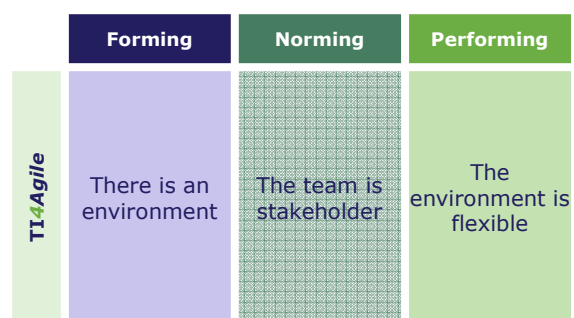 Forming
Norming
Performing
TI4Agile
There is an
environment
The team is
stakeholder
The
environment is
flexible